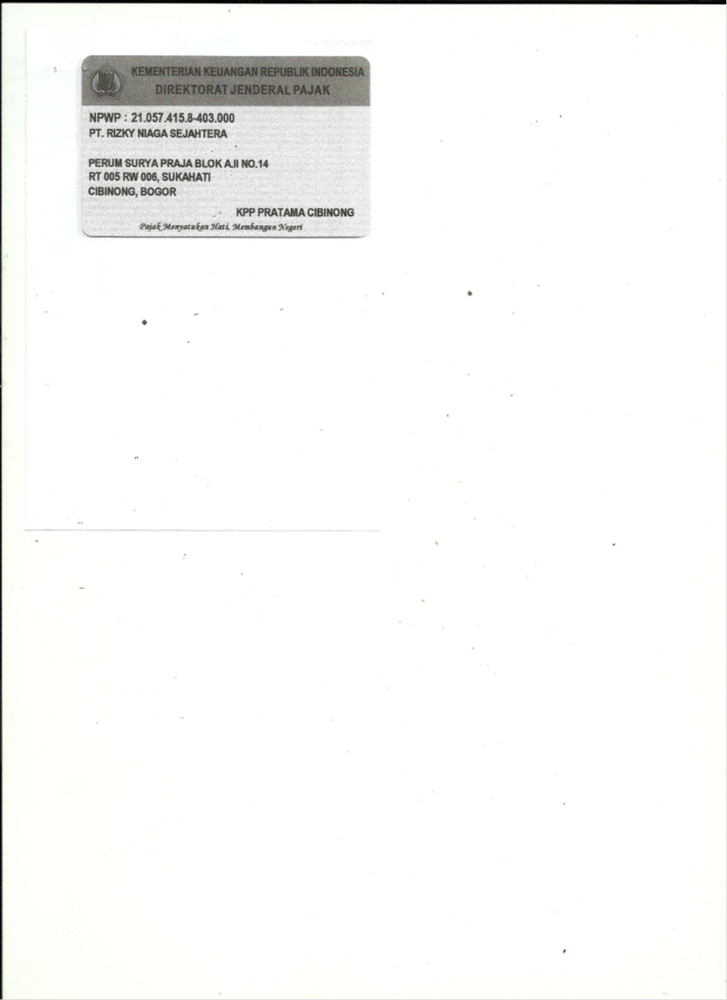 KEMENTERIAN KEUANGAN REPUBLIK INDONESIA
DIREKTORAT JENDERAL PAJAK
NPWP : 21.057.415.8-403.000
PT. RIZKY NIAGA SEJAHTERA
PERUM SURYA PRAJA BLOK A.II NO.14
RT 005 RW 006, SUKAHATI
CIBINONG, BOGOR
KPP PRATAMA CIBINONG
Pajak Menyatukan Hati, Membangun Negeri